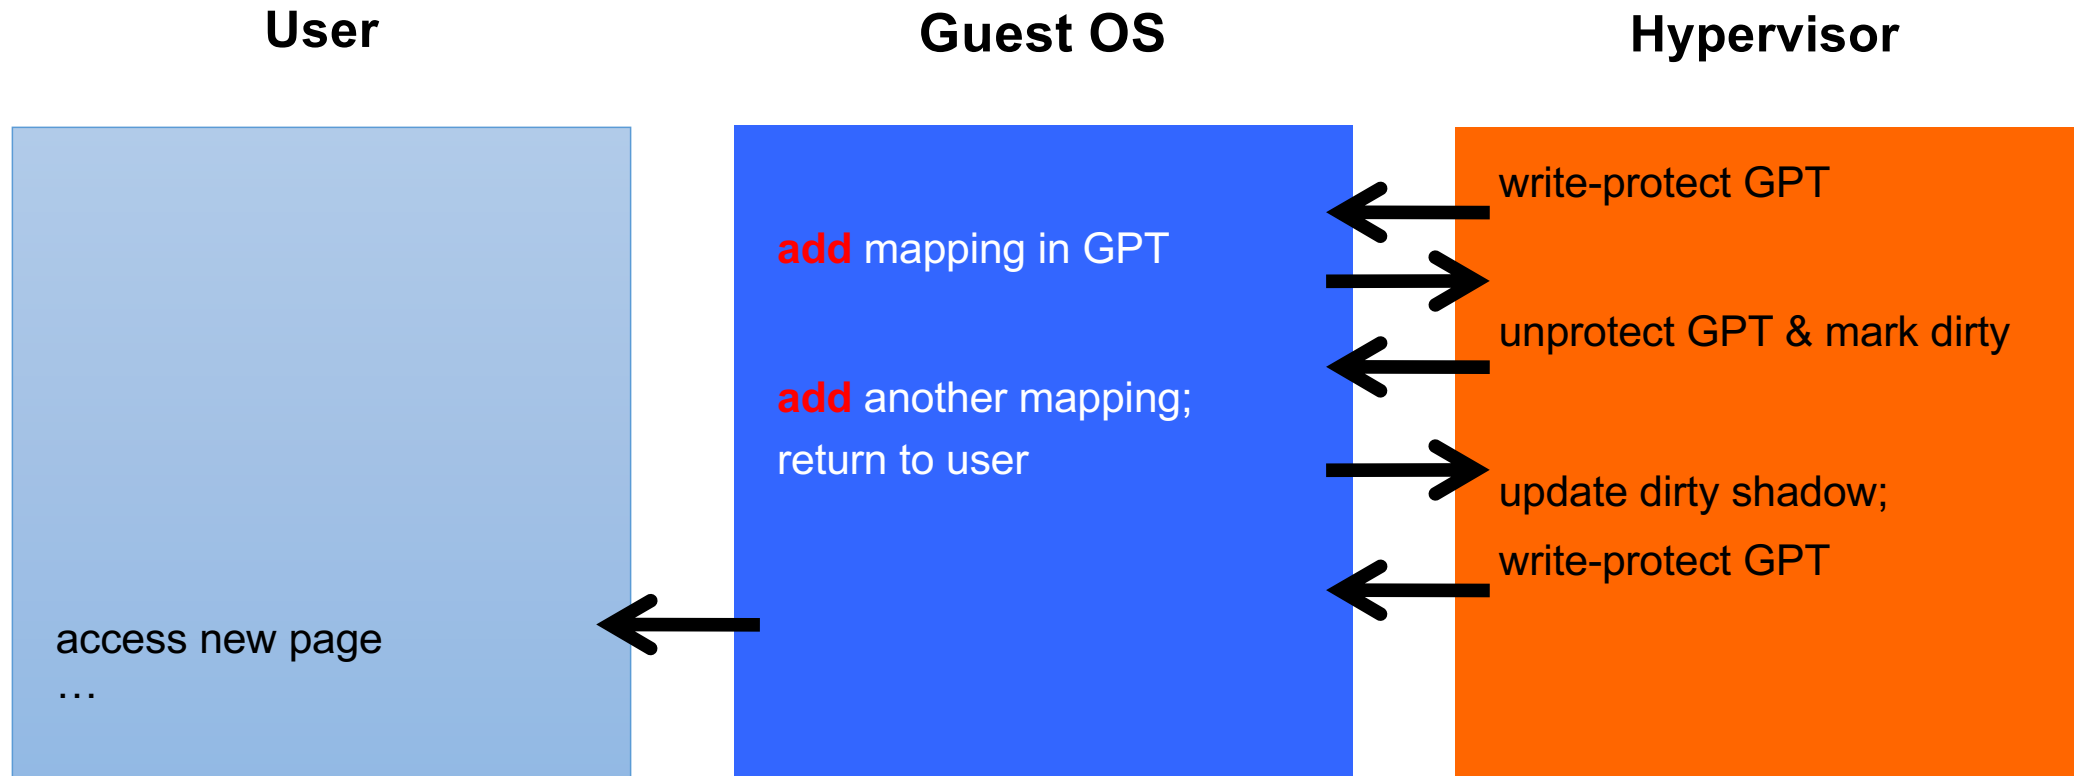 User
Guest OS
Hypervisor
write-protect GPT
add mapping in GPT
unprotect GPT & mark dirty
add another mapping;
return to user
update dirty shadow;
write-protect GPT
access new page
…